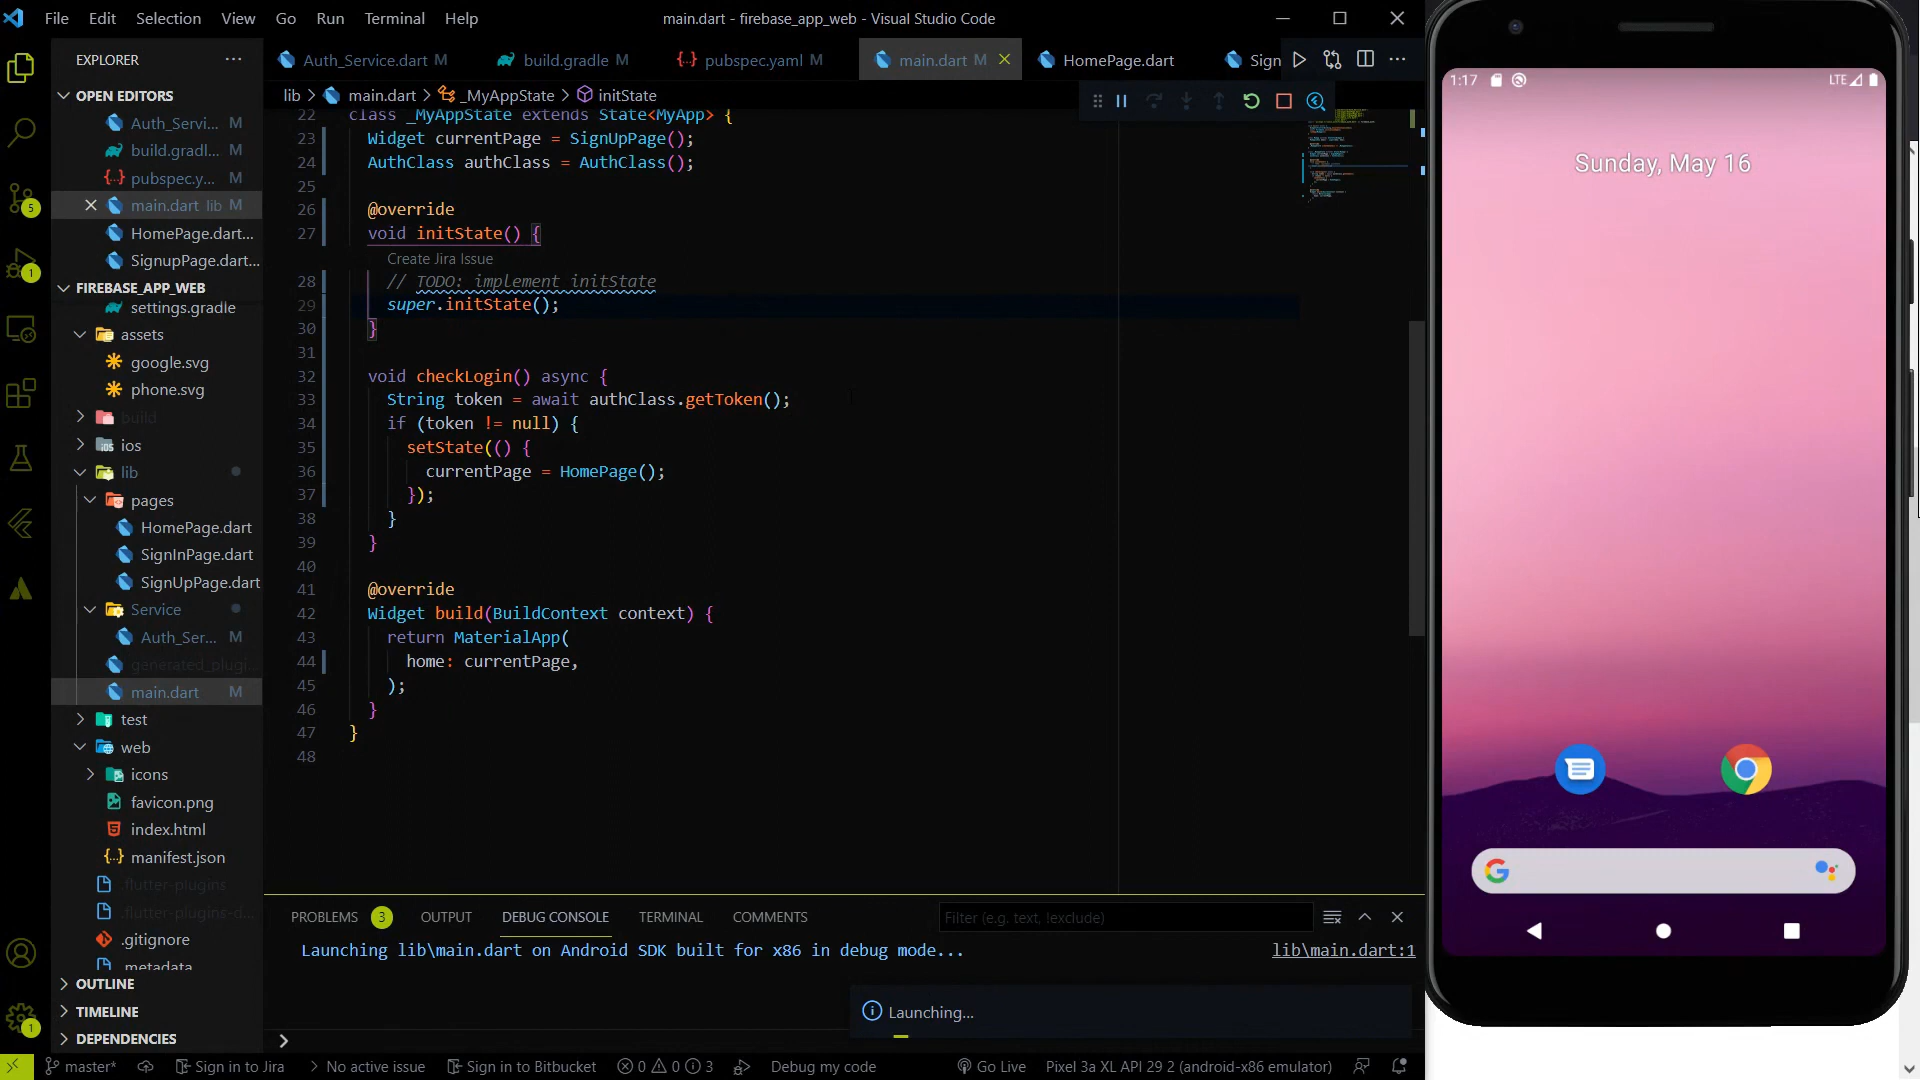 File Edit Selection View Go Run Terminal Help
main.dart - firebase_app_web - Visual Studio Code
EXPLORER
Auth_Service.dart M
build.gradle M
pubspec.yaml M
main.dart M
HomePage.dart
Sign
OPEN EDITORS
Auth_Servi... M
build.gradl... M
pubspec.y... M
main.dart lib M
HomePage.dart...
SignupPage.dart...
FIREBASE_APP_WEB
settings.gradle
assets
google.svg
phone.svg
build
ios
lib
pages
HomePage.dart
SignInPage.dart
SignUpPage.dart
Service
Auth_Ser... M
generated_plugi...
main.dart M
test
web
icons
favicon.png
index.html
manifest.json
.flutter-plugins
.flutter-plugins-d...
.gitignore
.metadata
OUTLINE
TIMELINE
DEPENDENCIES
5
1
1
lib > main.dart > _MyAppState > initState
22 class _MyAppState extends State<MyApp> {
23 Widget currentPage = SignUpPage();
24 AuthClass authClass = AuthClass();
25
26 @override
27 void initState() {
Create Jira Issue
28 // TODO: implement initState
29 super.initState();
30 }
31
32 void checkLogin() async {
33 String token = await authClass.getToken();
34 if (token != null) {
35 setState(() {
36 currentPage = HomePage();
37 });
38 }
39 }
40
41 @override
42 Widget build(BuildContext context) {
43 return MaterialApp(
44 home: currentPage,
45 );
46 }
47 }
48
PROBLEMS 3 OUTPUT DEBUG CONSOLE TERMINAL COMMENTS
Filter (e.g. text, !exclude)
Launching lib\main.dart on Android SDK built for x86 in debug mode...
lib\main.dart:1
Launching...
master* Sign in to Jira No active issue Sign in to Bitbucket 0 0 3 Debug my code Go Live Pixel 3a XL API 29 2 (android-x86 emulator)
1:17
LTE
Sunday, May 16